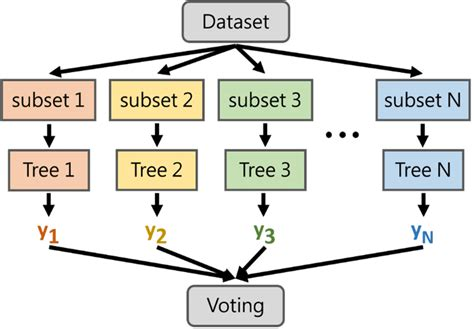 Dataset
subset 1 subset 2 subset 3 subset N
...
Tree 1 Tree 2 Tree 3 Tree N
y1 y2 y3 yN
Voting